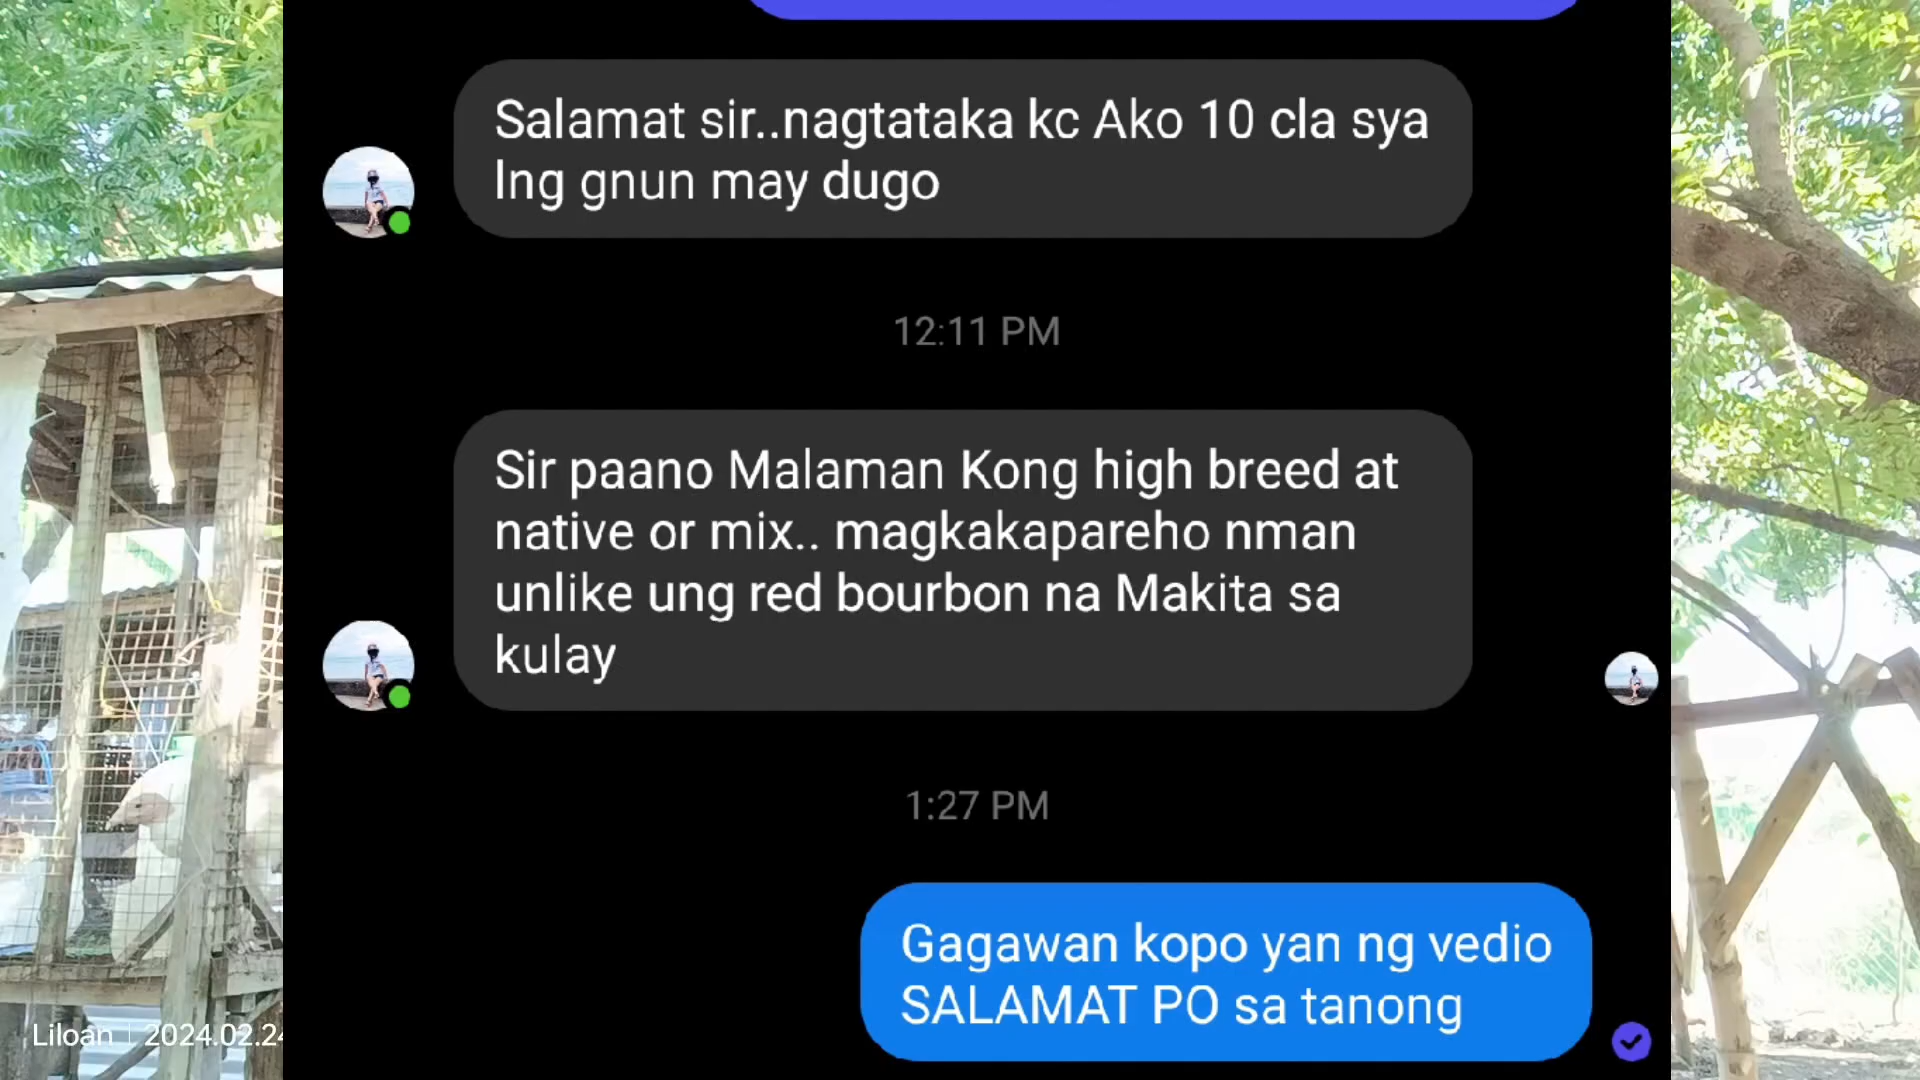 Salamat sir..nagtataka kc Ako 10 cla sya
lng gnun may dugo
12:11 PM
Sir paano Malaman Kong high breed at
native or mix.. magkakapareho nman
unlike ung red bourbon na Makita sa
kulay
1:27 PM
Gagawan kopo yan ng vedio
SALAMAT PO sa tanong
Liloan | 2024.02.24